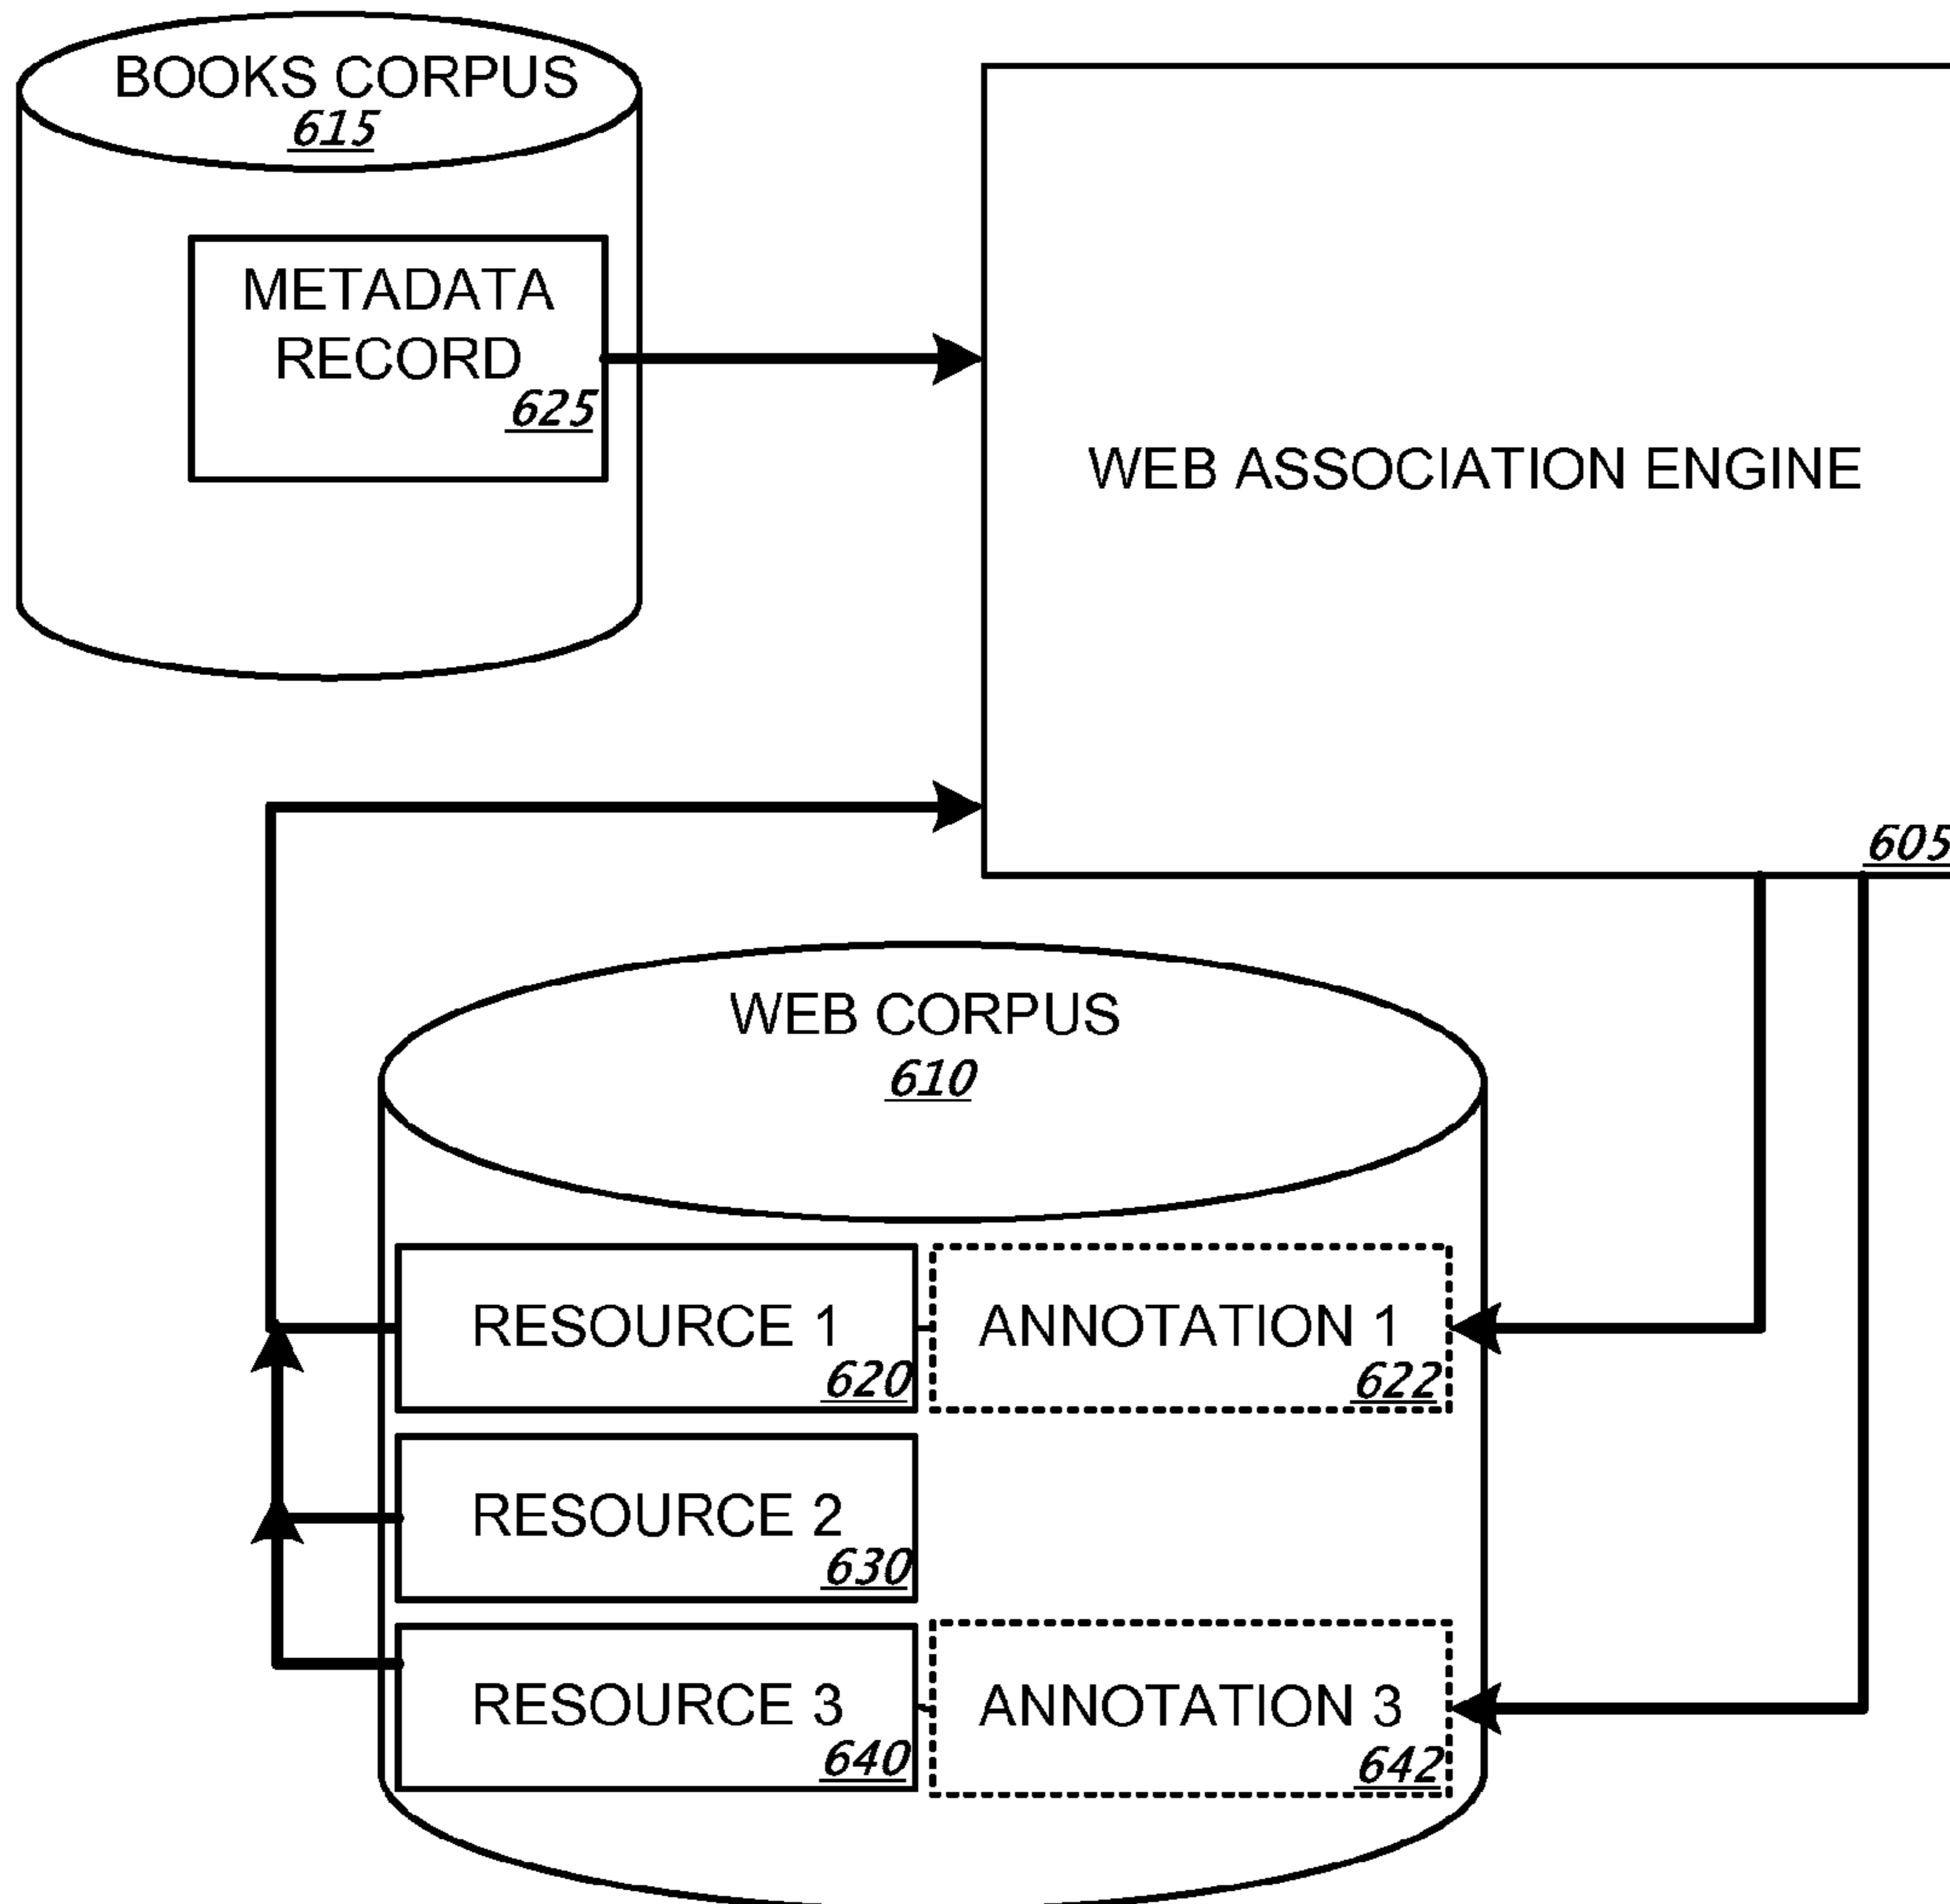 BOOKS CORPUS
615
METADATA
RECORD
625
WEB ASSOCIATION ENGINE
605
WEB CORPUS
610
RESOURCE 1
620
ANNOTATION 1
622
RESOURCE 2
630
RESOURCE 3
640
ANNOTATION 3
642